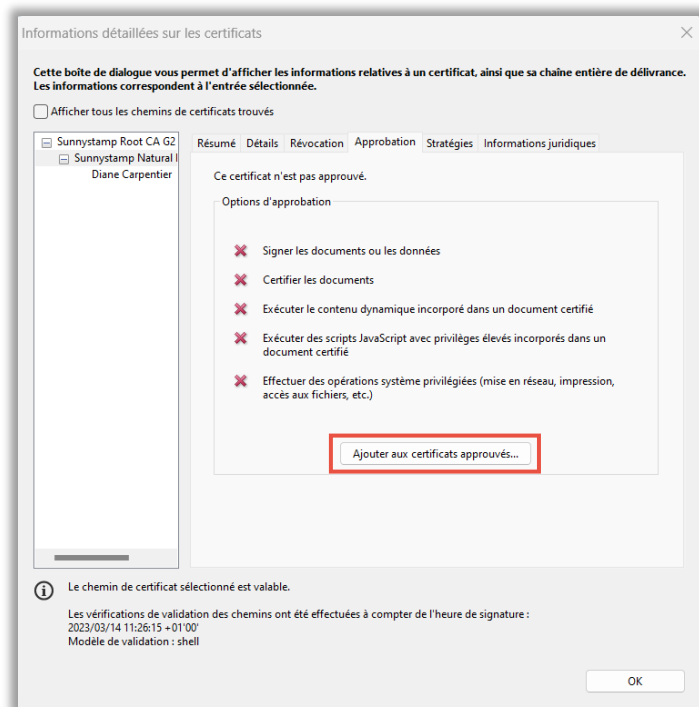 Informations détaillées sur les certificats
Cette boîte de dialogue vous permet d'afficher les informations relatives à un certificat, ainsi que sa chaîne entière de délivrance.
Les informations correspondent à l'entrée sélectionnée.
Afficher tous les chemins de certificats trouvés
Sunnystamp Root CA G2
Sunnystamp Natural
Diane Carpentier
Résumé Détails Révocation Approbation Stratégies Informations juridiques
Ce certificat n'est pas approuvé.
Options d'approbation
Signer les documents ou les données
Certifier les documents
Exécuter le contenu dynamique incorporé dans un document certifié
Exécuter des scripts JavaScript avec privilèges élevés incorporés dans un
document certifié
Effectuer des opérations système privilégiées (mise en réseau, impression,
accès aux fichiers, etc.)
Ajouter aux certificats approuvés...
Le chemin de certificat sélectionné est valable.
Les vérifications de validation des chemins ont été effectuées à compter de l'heure de signature :
2023/03/14 11:26:15 +01'00'
Modèle de validation : shell
OK